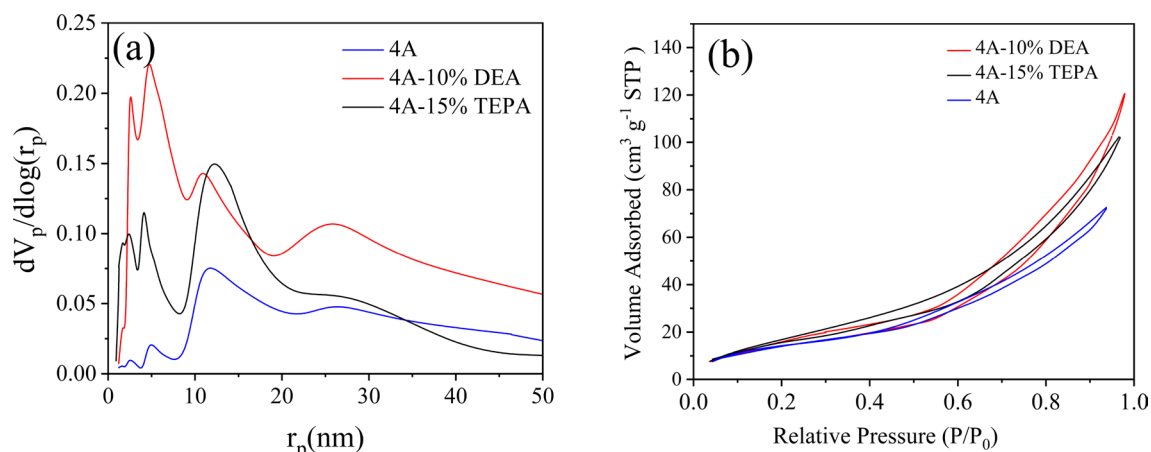 (a)
4A
4A-10% DEA
4A-15% TEPA
0.25
0.20
0.15
0.10
0.05
0.00
dVp/dlog(rp)
0 10 20 30 40 50
rp(nm)
(b)
4A-10% DEA
4A-15% TEPA
4A
140
120
100
80
60
40
20
0
Volume Adsorbed (cm³ g⁻¹ STP )
0.0 0.2 0.4 0.6 0.8 1.0
Relative Pressure (P/P₀)